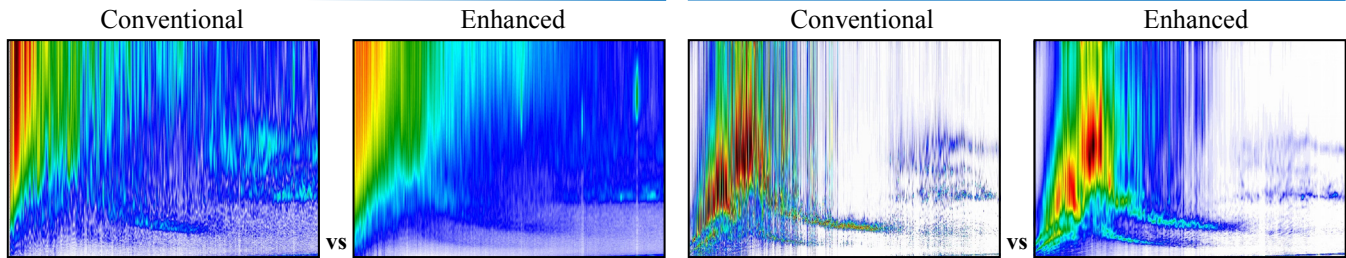 Conventional
Enhanced
Conventional
Enhanced
vs
vs